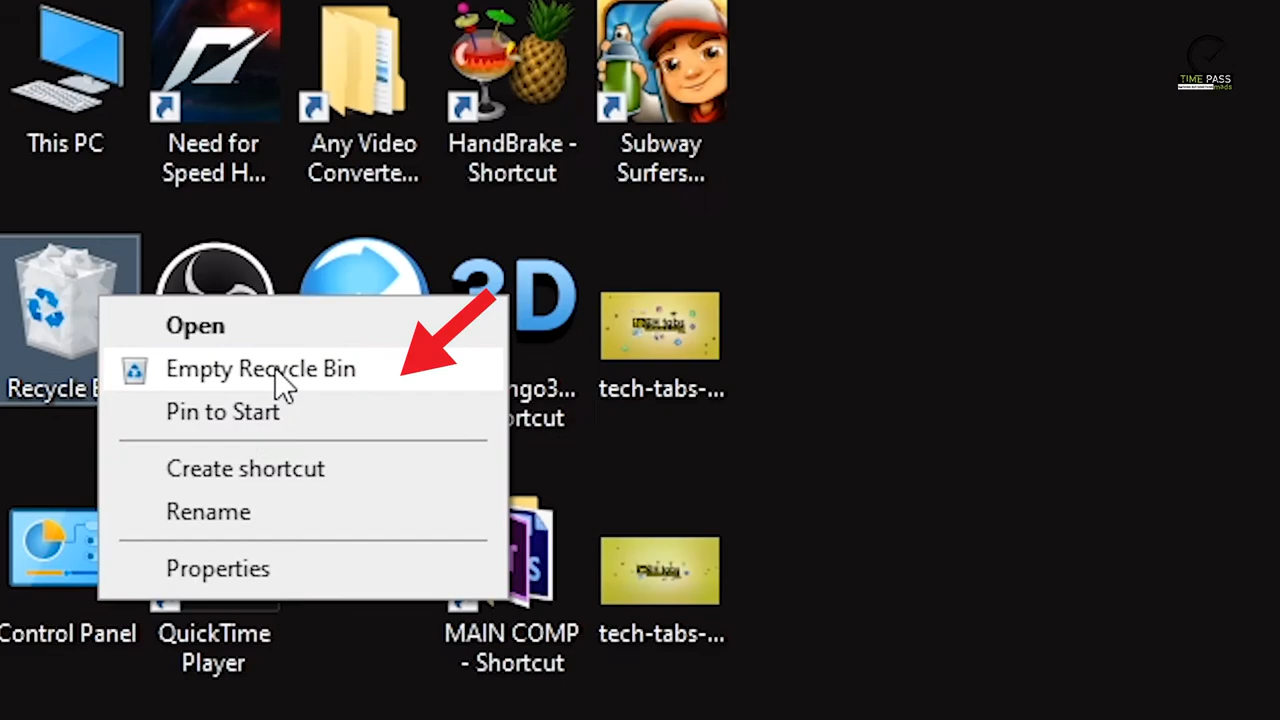 TIME PASS
mods
This PC
Need for
Speed H...
Any Video
Converte...
HandBrake -
Shortcut
Subway
Surfers...
3D
Recycle B
Open
Empty Recycle Bin
Pin to Start
Create shortcut
Rename
Properties
ngo3...
ortcut
tech-tabs-...
Control Panel
QuickTime
Player
MAIN COMP
- Shortcut
tech-tabs-...